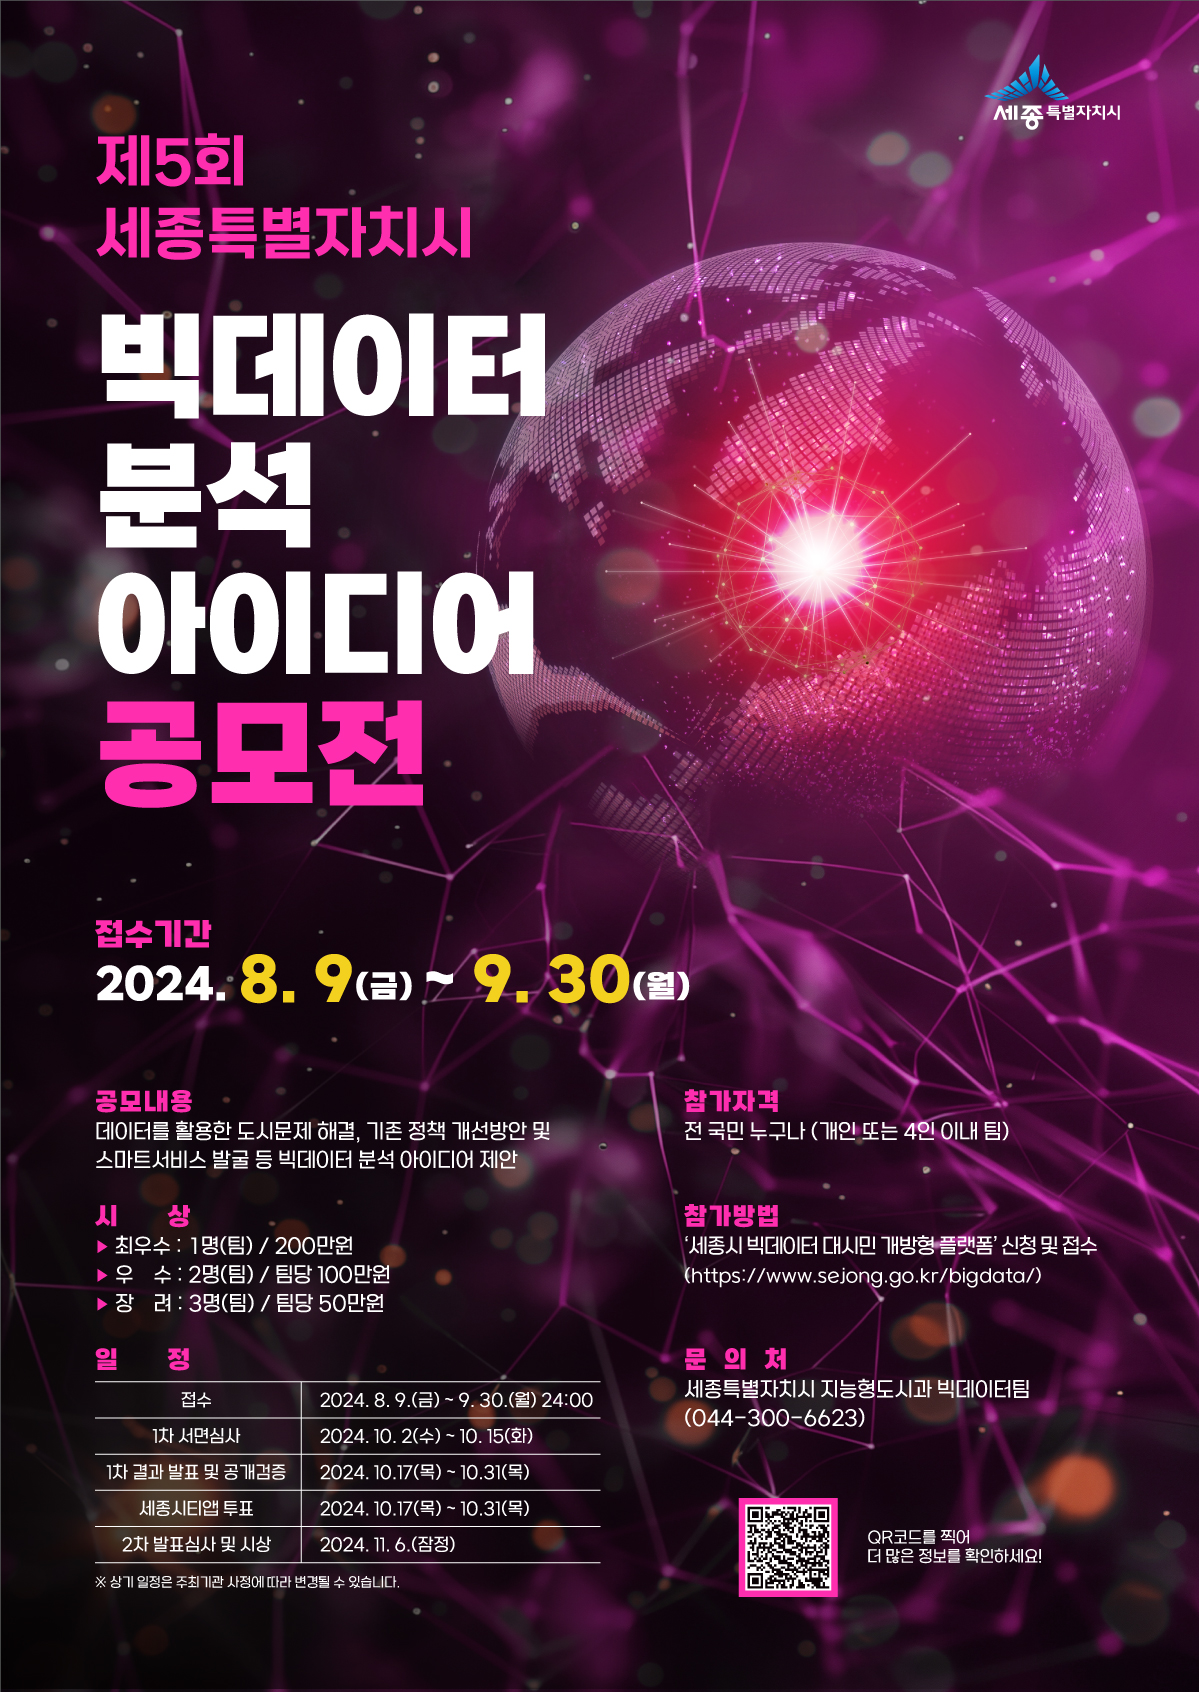 세종특별자치시
제5회
세종특별자치시
빅데이터
분석
아이디어
공모전
접수기간
2024. 8. 9(금) ~ 9. 30(월)
공모내용
데이터를 활용한 도시문제 해결, 기존 정책 개선방안 및
스마트서비스 발굴 등 빅데이터 분석 아이디어 제안
시 상
▶ 최우수 : 1명(팀) / 200만원
▶ 우 수 : 2명(팀) / 팀당 100만원
▶ 장 려 : 3명(팀) / 팀당 50만원
일 정
접수 2024. 8. 9.(금) ~ 9. 30.(월) 24:00
1차 서면심사 2024. 10. 2(수) ~ 10. 15(화)
1차 결과 발표 및 공개검증 2024. 10.17(목) ~ 10.31(목)
세종시티앱 투표 2024. 10.17(목) ~ 10.31(목)
2차 발표심사 및 시상 2024. 11. 6.(잠정)
※ 상기 일정은 주최기관 사정에 따라 변경될 수 있습니다.
참가자격
전 국민 누구나 (개인 또는 4인 이내 팀)
참가방법
'세종시 빅데이터 대시민 개방형 플랫폼' 신청 및 접수
(https://www.sejong.go.kr/bigdata/)
문 의 처
세종특별자치시 지능형도시과 빅데이터팀
(044-300-6623)
QR코드를 찍어
더 많은 정보를 확인하세요!